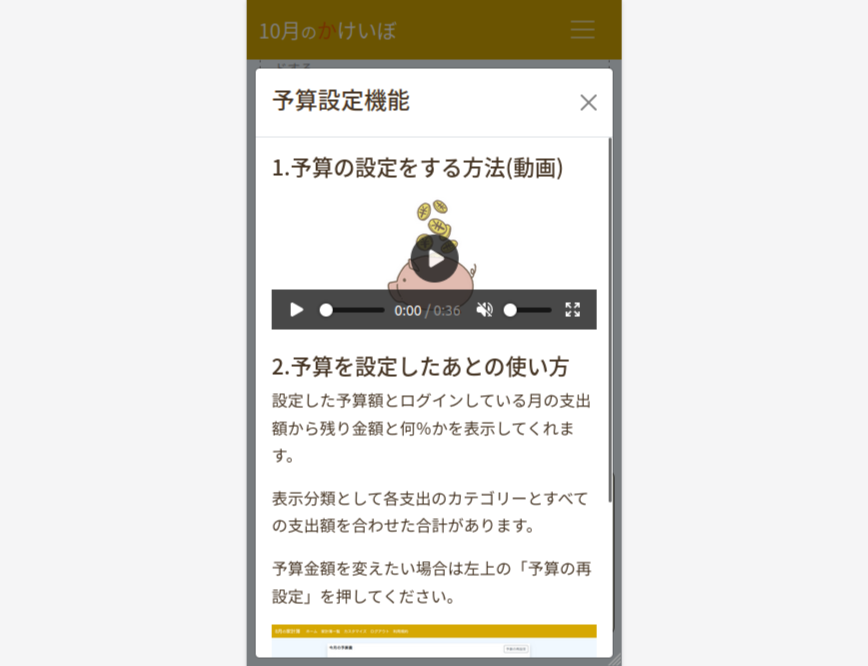 10月のかけいぼ
ドする
予算設定機能
1.予算の設定をする方法(動画)
0:00 / 0:36
2.予算を設定したあとの使い方
設定した予算額とログインしている月の支出
額から残り金額と何%かを表示してくれま
す。
表示分類として各支出のカテゴリーとすべて
の支出額を合わせた合計があります。
予算金額を変えたい場合は左上の「予算の再
設定」を押してください。